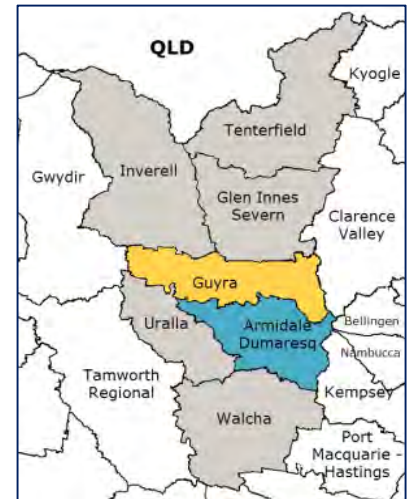 QLD
Kyogle
Tenterfield
Inverell
Gwydir
Glen Innes
Severn
Clarence
Valley
Guyra
Uralla
Armidale
Dumaresq
Bellingen
Nambucca
Tamworth
Regional
Kempsey
Walcha
Port
Macquarie -
Hastings